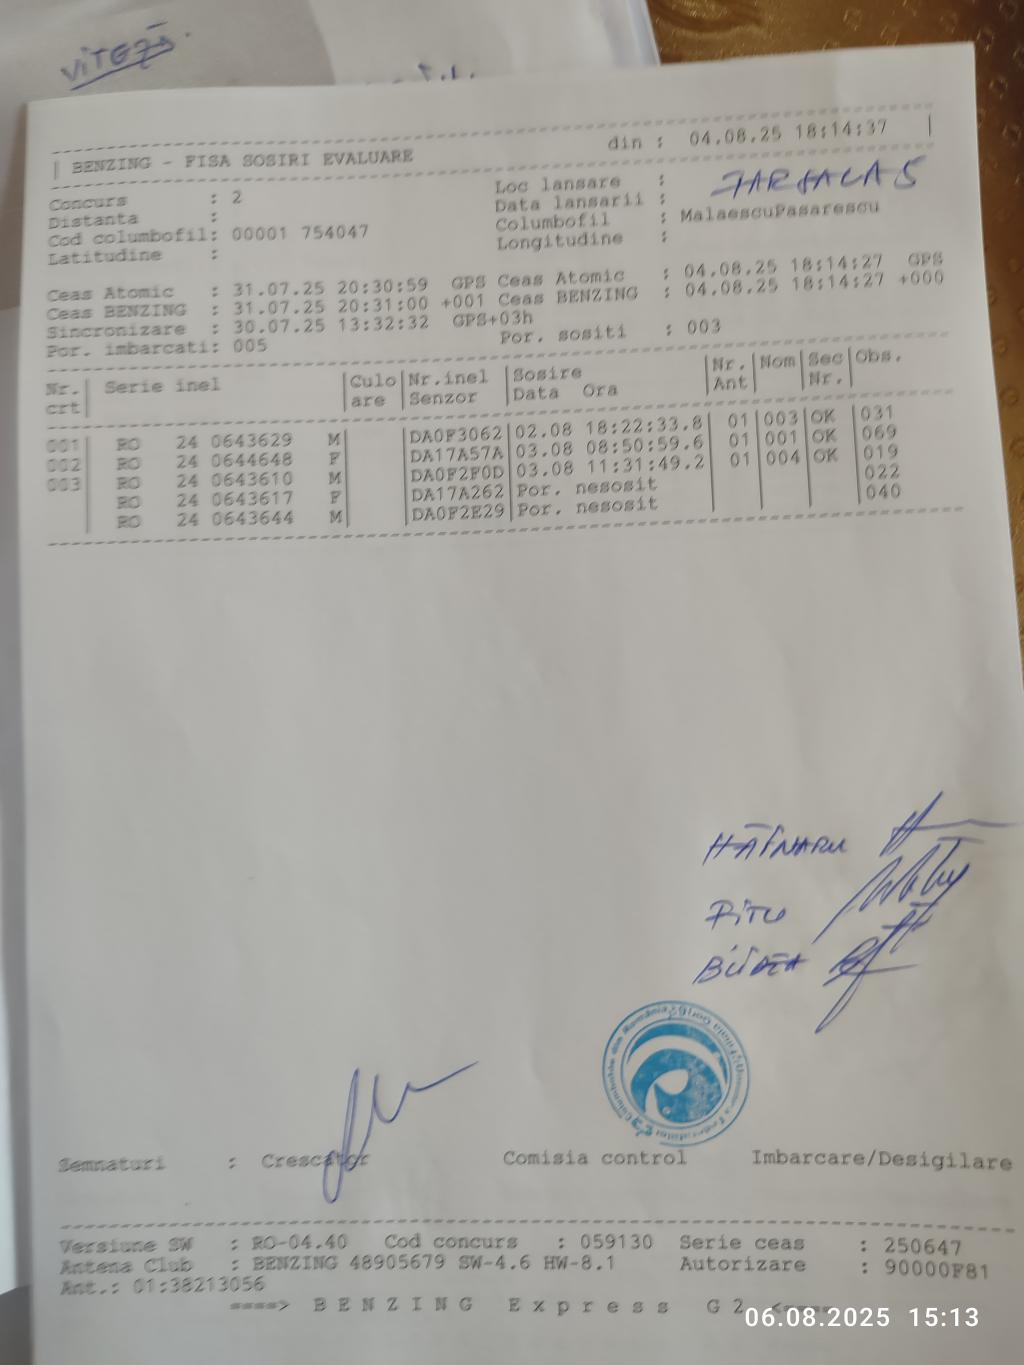 VITEZĂ
BENZING - FISA SOSIRI EVALUARE din : 04.08.25 18:14:37
Concurs : 2 Loc lansare :
Distanta : Data lansarii :
Cod columbofil: 00001 754047 Columbofil : MalaescuPasarescu
Latitudine : Longitudine :
Ceas Atomic : 31.07.25 20:30:59 GPS Ceas Atomic : 04.08.25 18:14:27 GPS
Ceas BENZING : 31.07.25 20:31:00 +001 Ceas BENZING : 04.08.25 18:14:27 +000
Sincronizare : 30.07.25 13:32:32 GPS+03h
Por. imbarcati: 005 Por. sositi : 003
Nr. crt Serie inel Culoare Nr.inel Senzor Sosire Data Ora Nr. Ant Nom Sec Nr. Obs.
001 RO 24 0643629 M DA0F3062 02.08 18:22:33.8 01 003 OK 031
002 RO 24 0644648 F DA17A57A 03.08 08:50:59.6 01 001 OK 069
003 RO 24 0643610 M DA0F2F0D 03.08 11:31:49.2 01 004 OK 019
RO 24 0643617 F DA17A262 Por. nesosit 022
RO 24 0643644 M DA0F2E29 Por. nesosit 040
PITU
Semnaturi : Crescator Comisia control Imbarcare/Desigilare
Versiune SW : RO-04.40 Cod concurs : 059130 Serie ceas : 250647
Antena Club : BENZING 48905679 SW-4.6 HW-8.1 Autorizare : 90000F81
Ant.: 01:38213056
====> BENZING Express G2 <====
06.08.2025 15:13